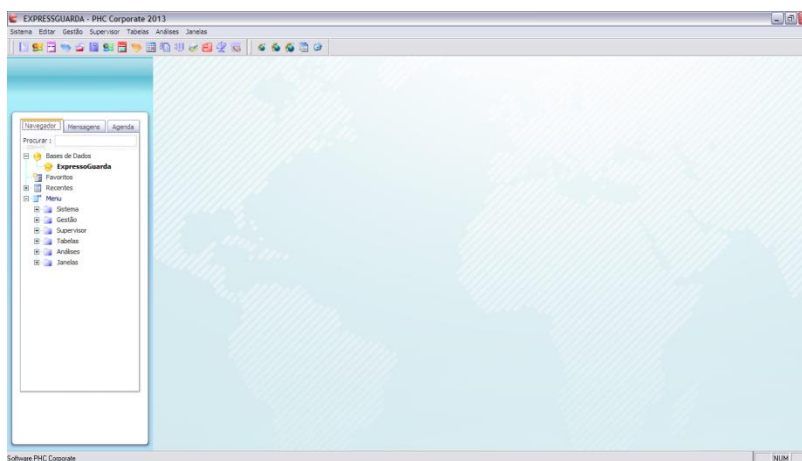 EXPRESSGUARDA - PHC Corporate 2013
Sistema Editar Gestão Supervisor Tabelas Análises Janelas
Navegador Mensagens Agenda
Procurar :
Bases de Dados
ExpressoGuarda
Favoritos
Recentes
Menu
Sistema
Gestão
Supervisor
Tabelas
Análises
Janelas
Software PHC Corporate NUM